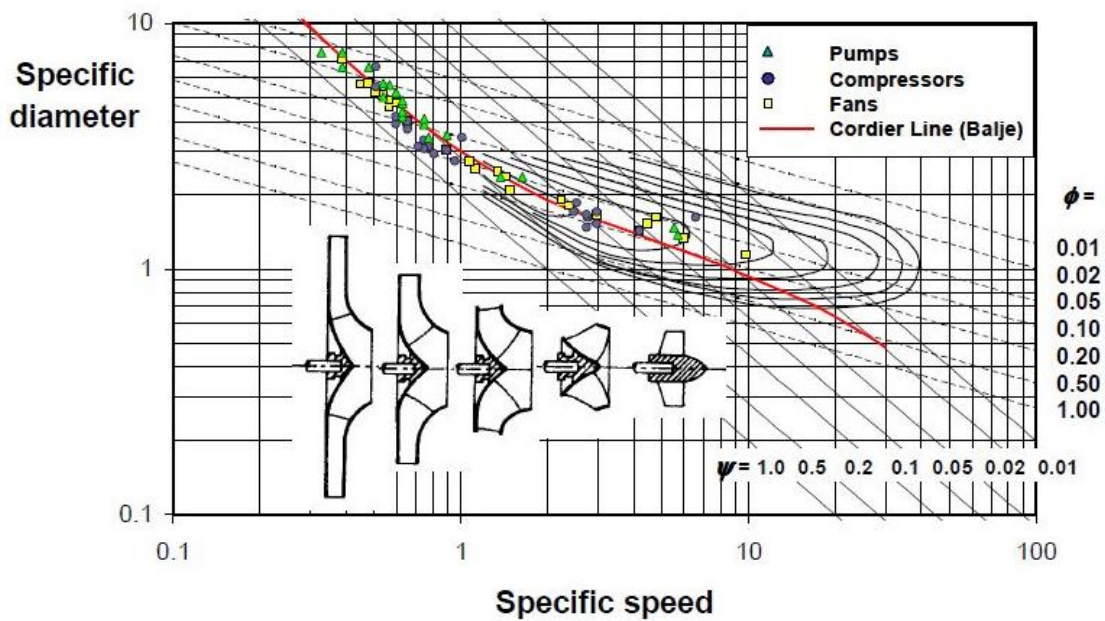 10
Specific
diameter
1
0.1
Pumps
Compressors
Fans
Cordier Line (Balje)
ϕ =
0.01
0.02
0.05
0.10
0.20
0.50
1.00
ψ = 1.0 0.5 0.2 0.1 0.05 0.02 0.01
0.1 1 10 100
Specific speed